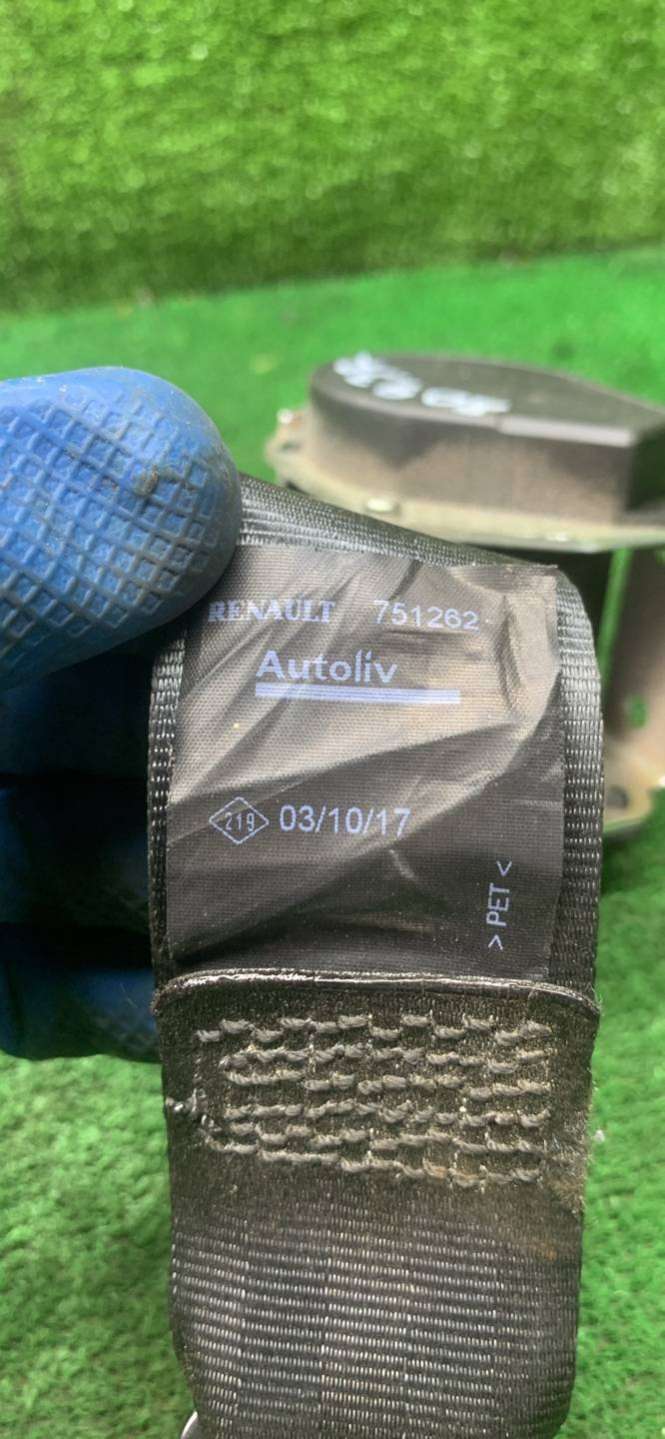 RENAULT 751262
Autoliv
219 03/10/17
> PET <